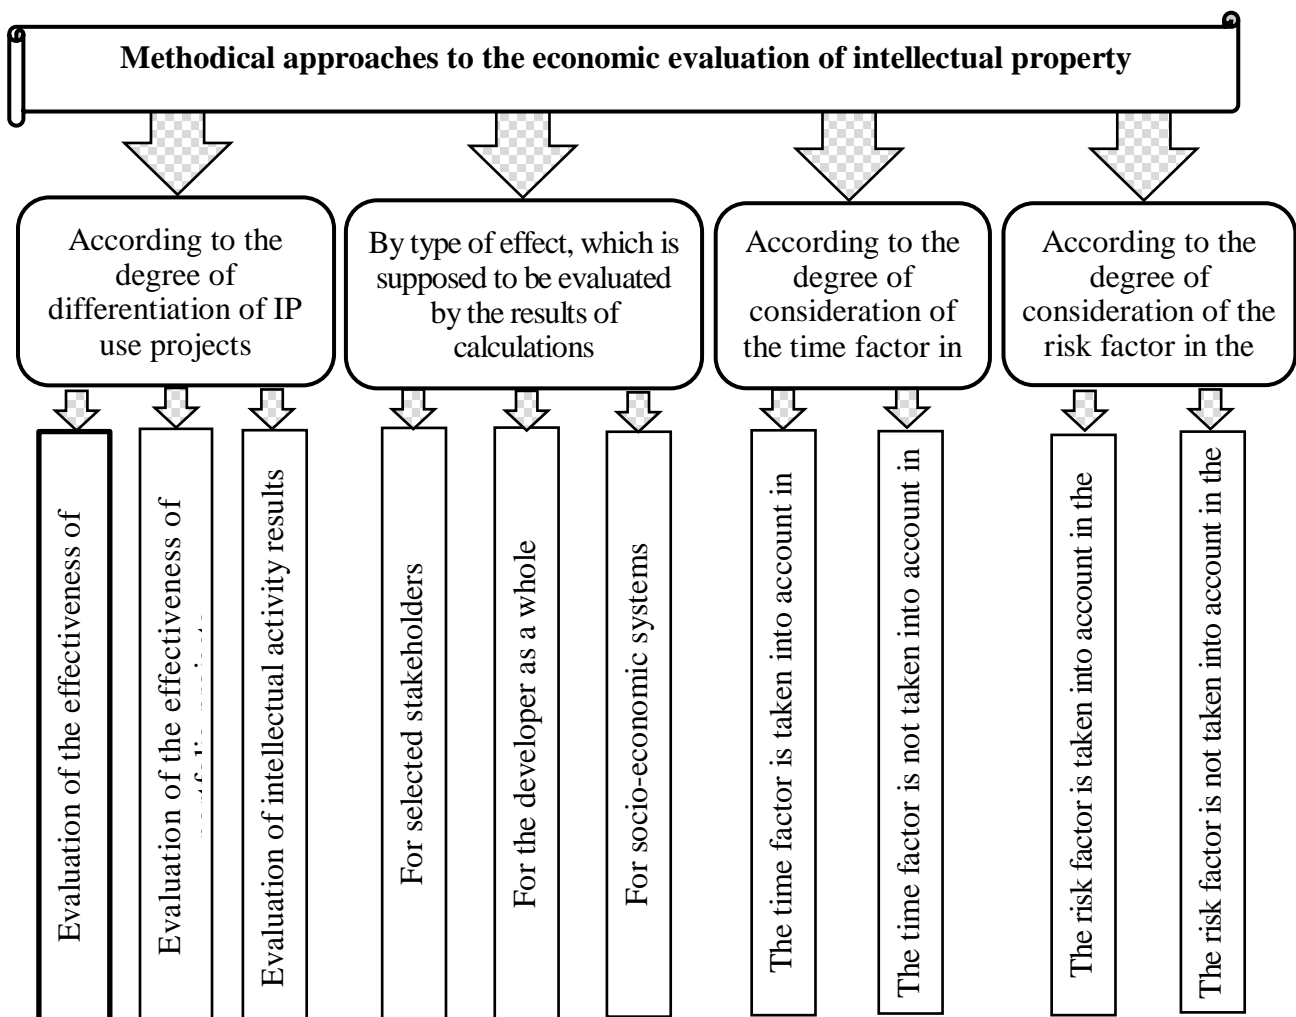 Methodical approaches to the economic evaluation of intellectual property
According to the
degree of
differentiation of IP
use projects
By type of effect, which is
supposed to be evaluated
by the results of
calculations
According to the
degree of
consideration of
the time factor in
According to the
degree of
consideration of the
risk factor in the
Evaluation of the effectiveness of
Evaluation of the effectiveness of
Evaluation of intellectual activity results
For selected stakeholders
For the developer as a whole
For socio-economic systems
The time factor is taken into account in
The time factor is not taken into account in
The risk factor is taken into account in the
The risk factor is not taken into account in the